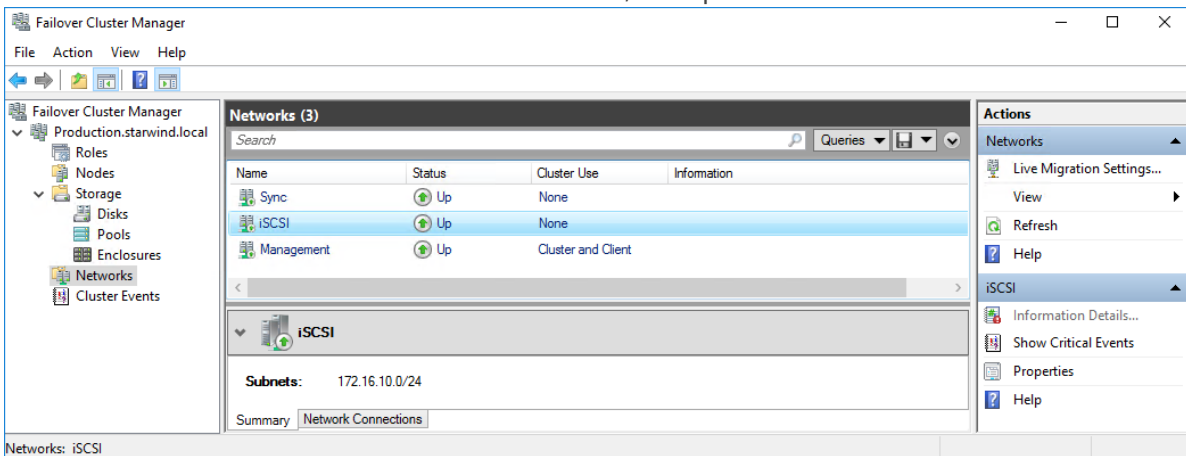 Failover Cluster Manager
File Action View Help
Failover Cluster Manager
Production.starwind.local
Roles
Nodes
Storage
Disks
Pools
Enclosures
Networks
Cluster Events
Networks (3)
Search Queries
Name Status Cluster Use Information
Sync Up None
iSCSI Up None
Management Up Cluster and Client
iSCSI
Subnets: 172.16.10.0/24
Summary Network Connections
Actions
Networks
Live Migration Settings...
View
Refresh
Help
iSCSI
Information Details...
Show Critical Events
Properties
Help
Networks: iSCSI